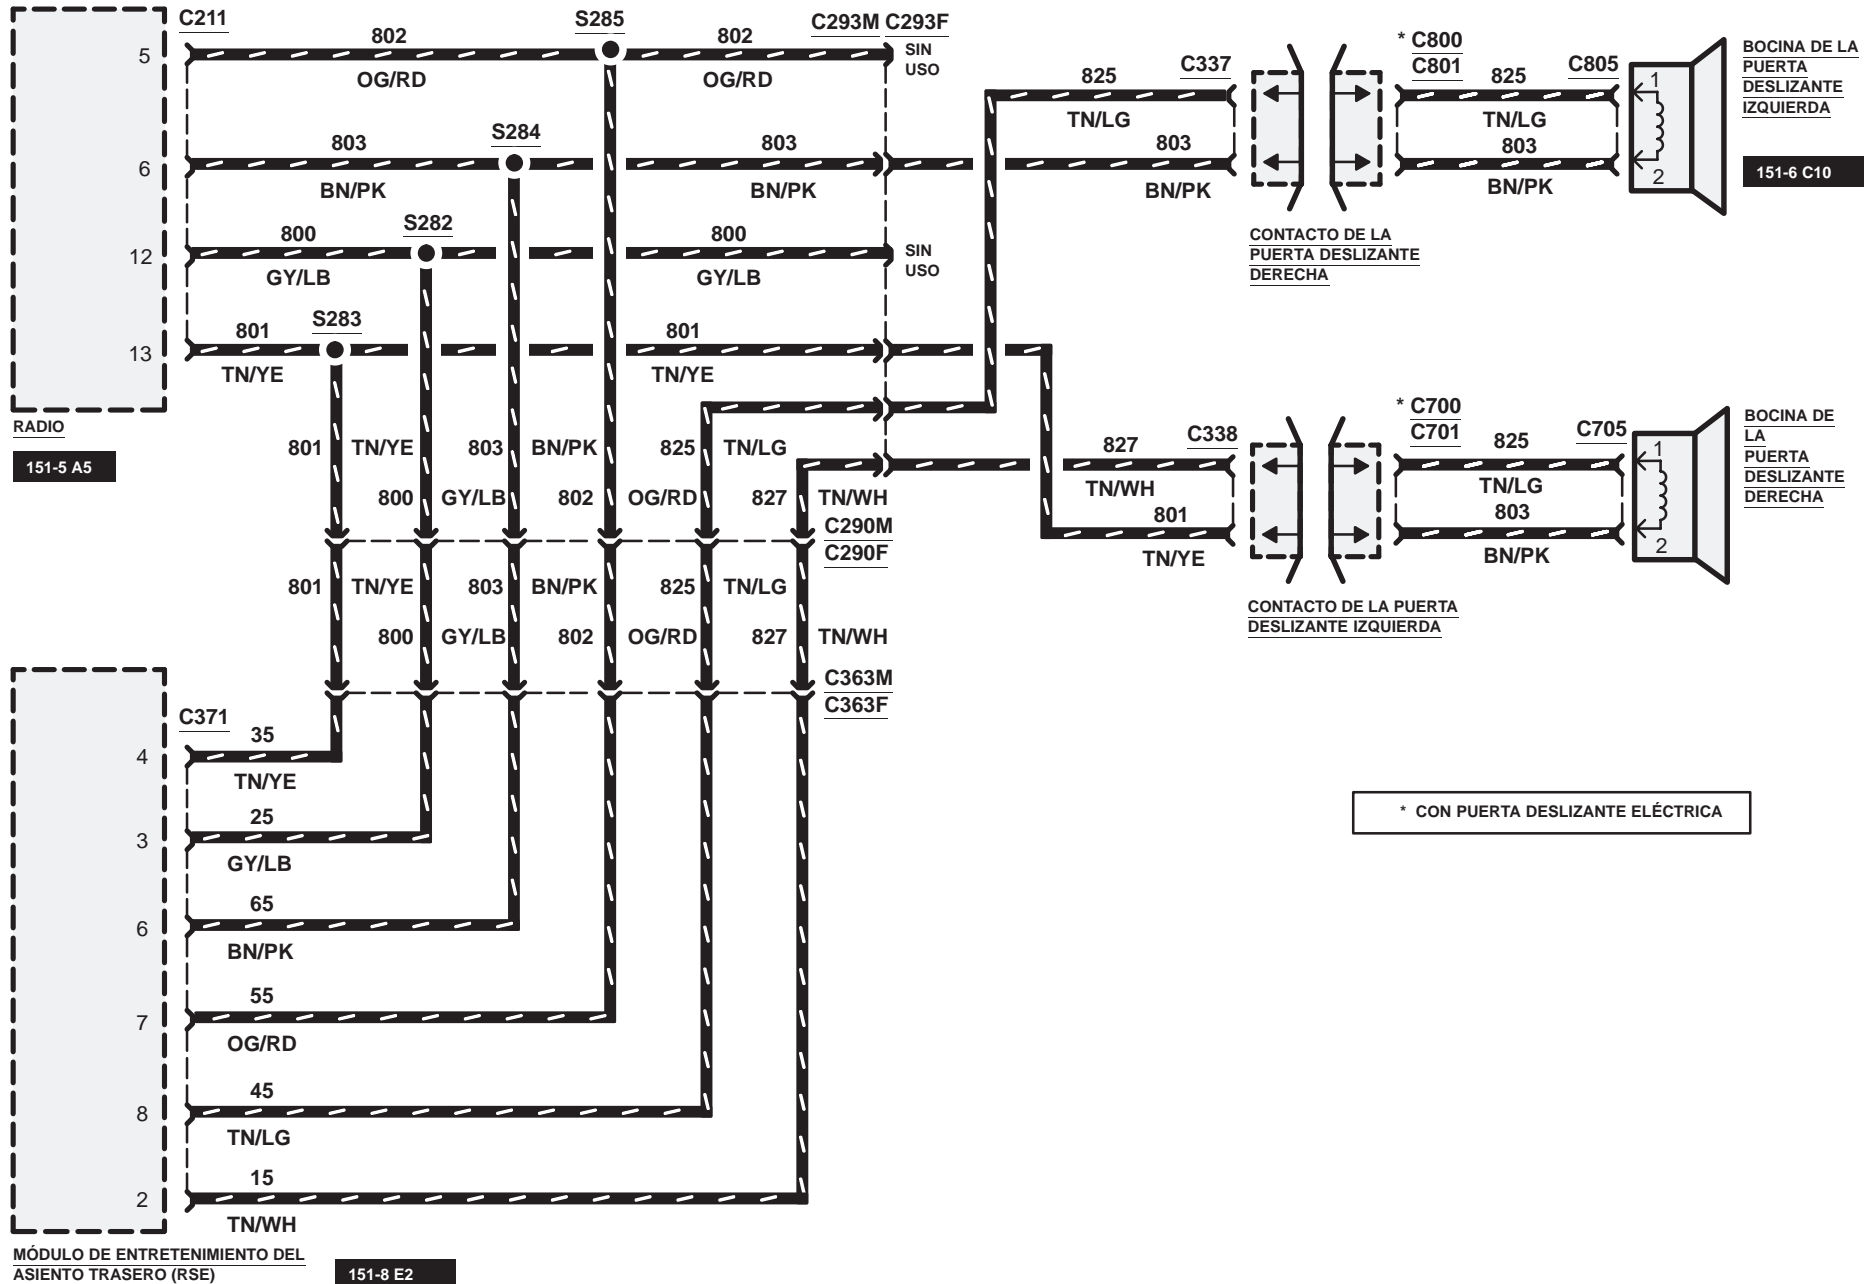 C211
S285
C293M C293F
5
802
OG/RD
802
OG/RD
SIN
USO
6
803
BN/PK
S284
803
BN/PK
12
800
GY/LB
S282
800
GY/LB
SIN
USO
13
801
TN/YE
S283
801
TN/YE
RADIO
151-5 A5
825
TN/LG
C337
803
BN/PK
CONTACTO DE LA
PUERTA DESLIZANTE
DERECHA
* C800
C801
825
TN/LG
C805
803
BN/PK
1
2
BOCINA DE LA
PUERTA
DESLIZANTE
IZQUIERDA
151-6 C10
827
TN/WH
C338
801
TN/YE
CONTACTO DE LA PUERTA
DESLIZANTE IZQUIERDA
* C700
C701
825
TN/LG
C705
803
BN/PK
1
2
BOCINA DE
LA
PUERTA
DESLIZANTE
DERECHA
801 TN/YE 803 BN/PK 825 TN/LG
800 GY/LB 802 OG/RD 827 TN/WH
C290M
C290F
801 TN/YE 803 BN/PK 825 TN/LG
800 GY/LB 802 OG/RD 827 TN/WH
C363M
C363F
C371
4
35
TN/YE
3
25
GY/LB
6
65
BN/PK
7
55
OG/RD
8
45
TN/LG
2
15
TN/WH
MÓDULO DE ENTRETENIMIENTO DEL
ASIENTO TRASERO (RSE)
151-8 E2
* CON PUERTA DESLIZANTE ELÉCTRICA